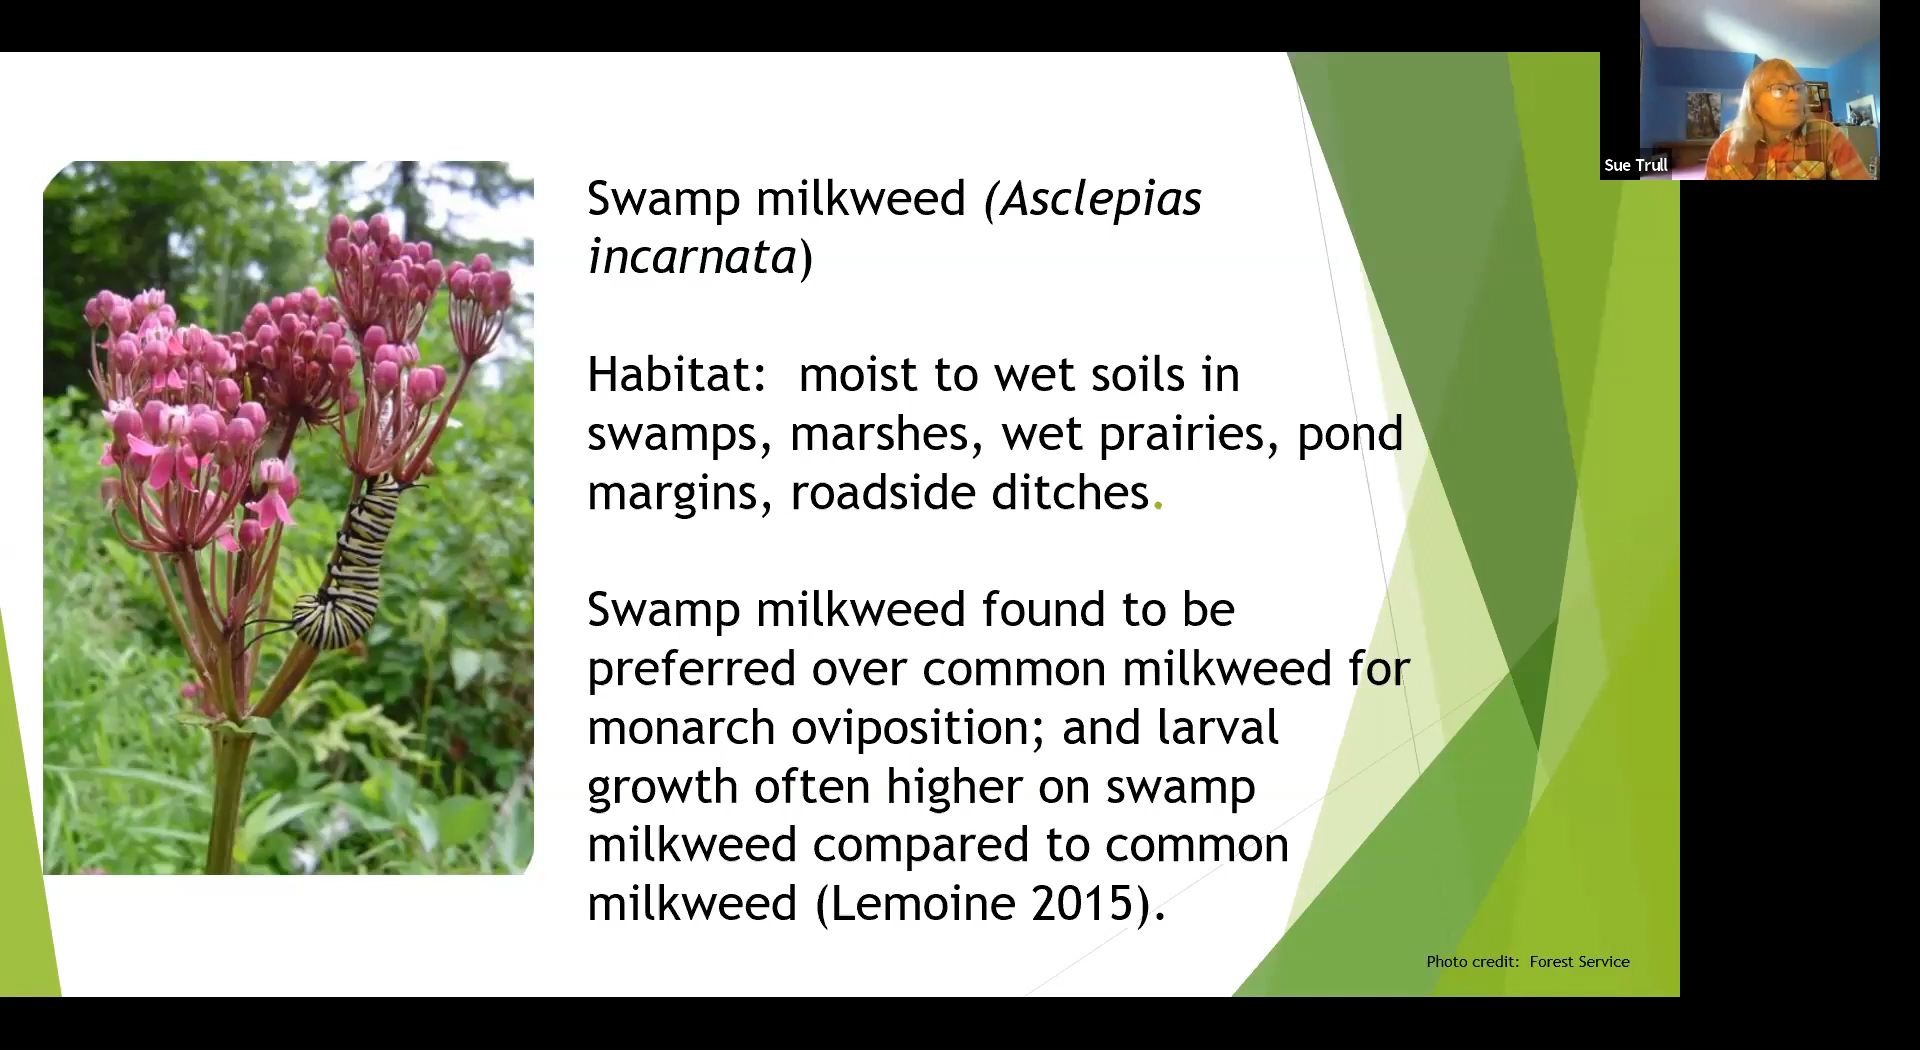 Sue Trull
Swamp milkweed (Asclepias
incarnata)
Habitat:  moist to wet soils in
swamps, marshes, wet prairies, pond
margins, roadside ditches.
Swamp milkweed found to be
preferred over common milkweed for
monarch oviposition; and larval
growth often higher on swamp
milkweed compared to common
milkweed (Lemoine 2015).
Photo credit:  Forest Service